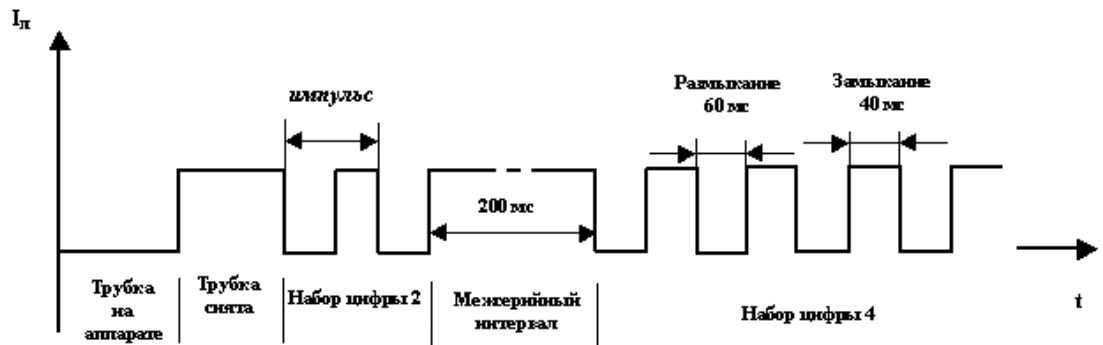 Iл
импульс
Размыкание
60 мс
Замыкание
40 мс
200 мс
Трубка
на
аппарате
Трубка
снята
Набор цифры 2
Межсерийный
интервал
Набор цифры 4
t